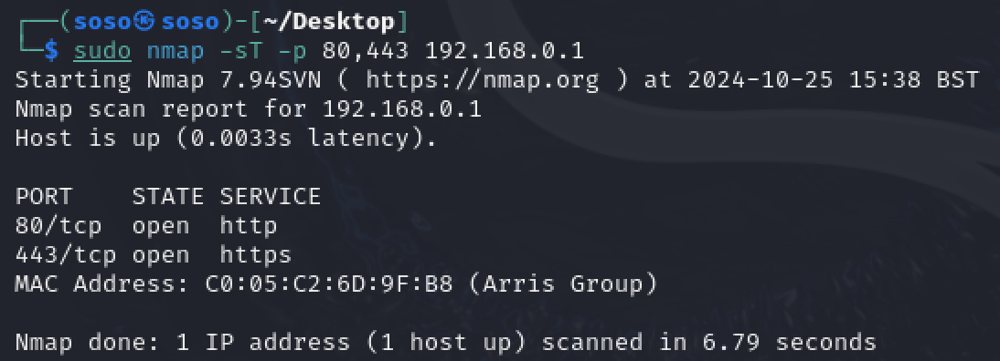 ┌──(soso㉿soso)-[~/Desktop]
└─$ sudo nmap -sT -p 80,443 192.168.0.1
Starting Nmap 7.94SVN ( https://nmap.org ) at 2024-10-25 15:38 BST
Nmap scan report for 192.168.0.1
Host is up (0.0033s latency).
PORT    STATE SERVICE
80/tcp  open  http
443/tcp open  https
MAC Address: C0:05:C2:6D:9F:B8 (Arris Group)
Nmap done: 1 IP address (1 host up) scanned in 6.79 seconds